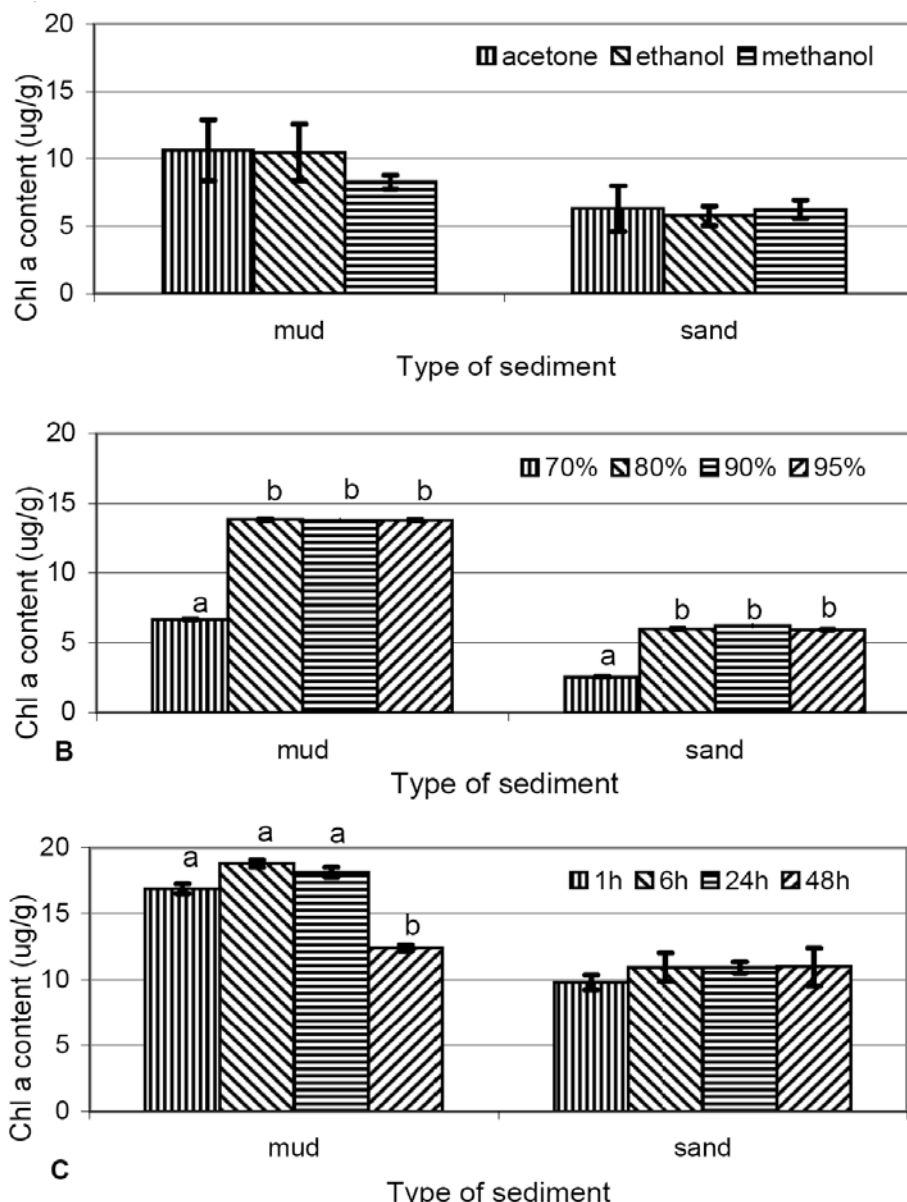 20
acetone ethanol methanol
15
10
5
0
Chl a content (ug/g)
mud sand
Type of sediment
20
70% 80% 90% 95%
15
b b b
10
a
b b b
5
a
0
Chl a content (ug/g)
B
mud sand
Type of sediment
20
a a a
1h 6h 24h 48h
15
b
10
5
0
Chl a content (ug/g)
mud sand
C
Type of sediment